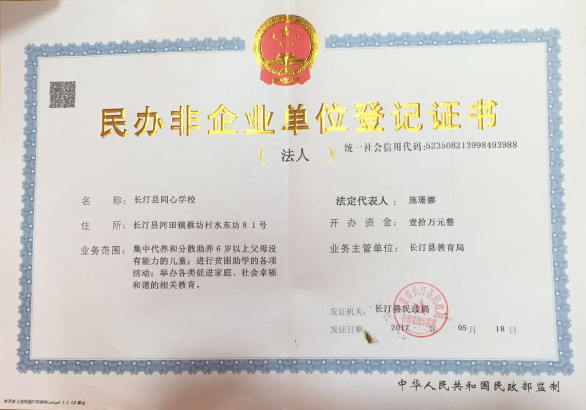 民办非企业单位登记证书
（法人）
统一社会信用代码:523508213998493988
名 称： 长汀县同心学校
住 所： 长汀县河田镇蔡坊村水东坊81号
业务范围： 集中代养和分散助养6岁以上父母没
有能力的儿童；进行贫困助学的各项
活动；举办各类促进家庭、社会幸福
和谐的相关教育。
法定代表人： 施珊娜
开办资金： 壹拾万元整
业务主管单位： 长汀县教育局
发证机关： 长汀县民政局
发证日期： 2017 年 05 月 18 日
中华人民共和国民政部监制